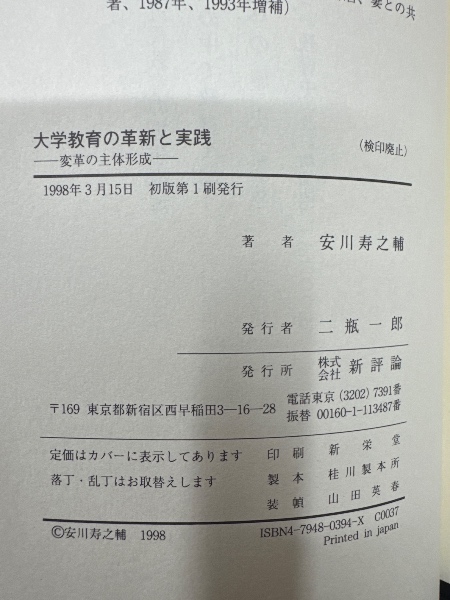 者、1987年、1993年増補)
、妻との共
大学教育の革新と実践
——変革の主体形成——
(検印廃止)
1998年3月15日 初版第1刷発行
著者 安川寿之輔
発行者 二瓶一郎
発行所 株式会社 新評論
〒169 東京都新宿区西早稲田3—16—28
電話東京(3202)7391番
振替 00160-1-113487番
定価はカバーに表示してあります
落丁・乱丁はお取替えします
印刷 新栄堂
製本 桂川製本所
装幀 山田英春
©安川寿之輔 1998
ISBN4-7948-0394-X C0037
Printed in japan